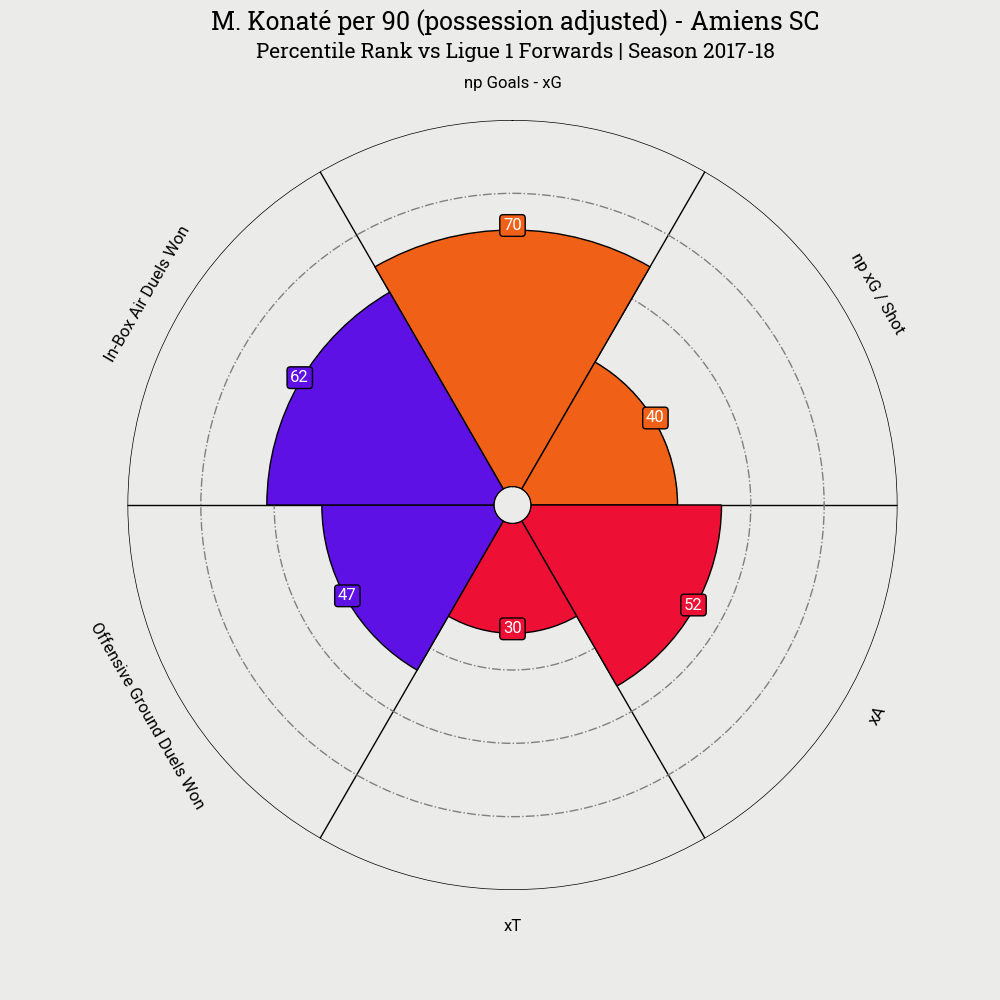 M. Konaté per 90 (possession adjusted) - Amiens SC
Percentile Rank vs Ligue 1 Forwards | Season 2017-18
np Goals - xG
70
np xG / Shot
40
In-Box Air Duels Won
62
Offensive Ground Duels Won
47
30
52
xA
xT